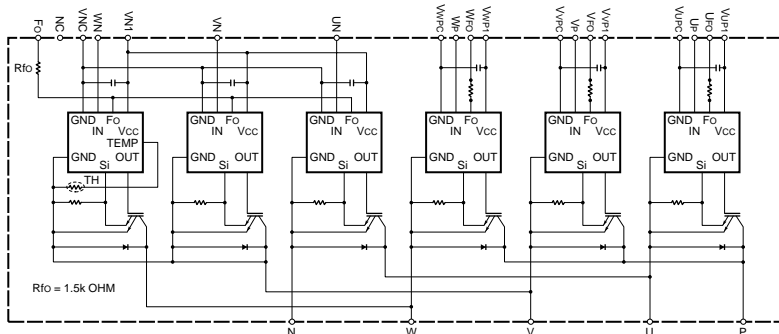 FO NC VNC WN VN1 VN UN VWPC WP WFO VWP1 VVPC VP VFO VVP1 VUPC UP UFO VUP1
RfO
GND FO GND FO GND FO GND FO GND FO GND FO
IN VCC IN VCC IN VCC IN VCC IN VCC IN VCC
TEMP
GND OUT GND OUT GND OUT GND OUT GND OUT GND OUT
Si Si Si Si Si Si
TH
RfO = 1.5k OHM
N W V U P